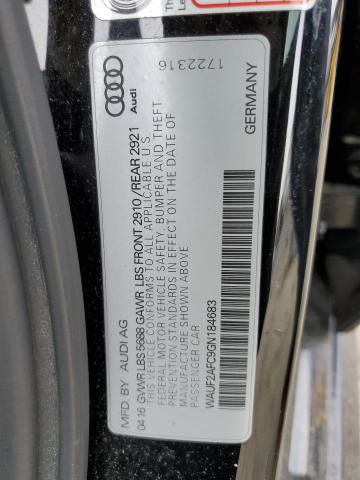 MFD. BY AUDI AG
04 16 GVWR LBS 5688 GAWR LBS FRONT 2910 /REAR 2921
THIS VEHICLE CONFORMS TO ALL APPLICABLE U.S.
FEDERAL MOTOR VEHICLE SAFETY, BUMPER AND THEFT
PREVENTION STANDARDS IN EFFECT ON THE DATE OF
MANUFACTURE SHOWN ABOVE
PASSENGER CAR
WAUF2AFC9GN184683
Audi
1722316
GERMANY